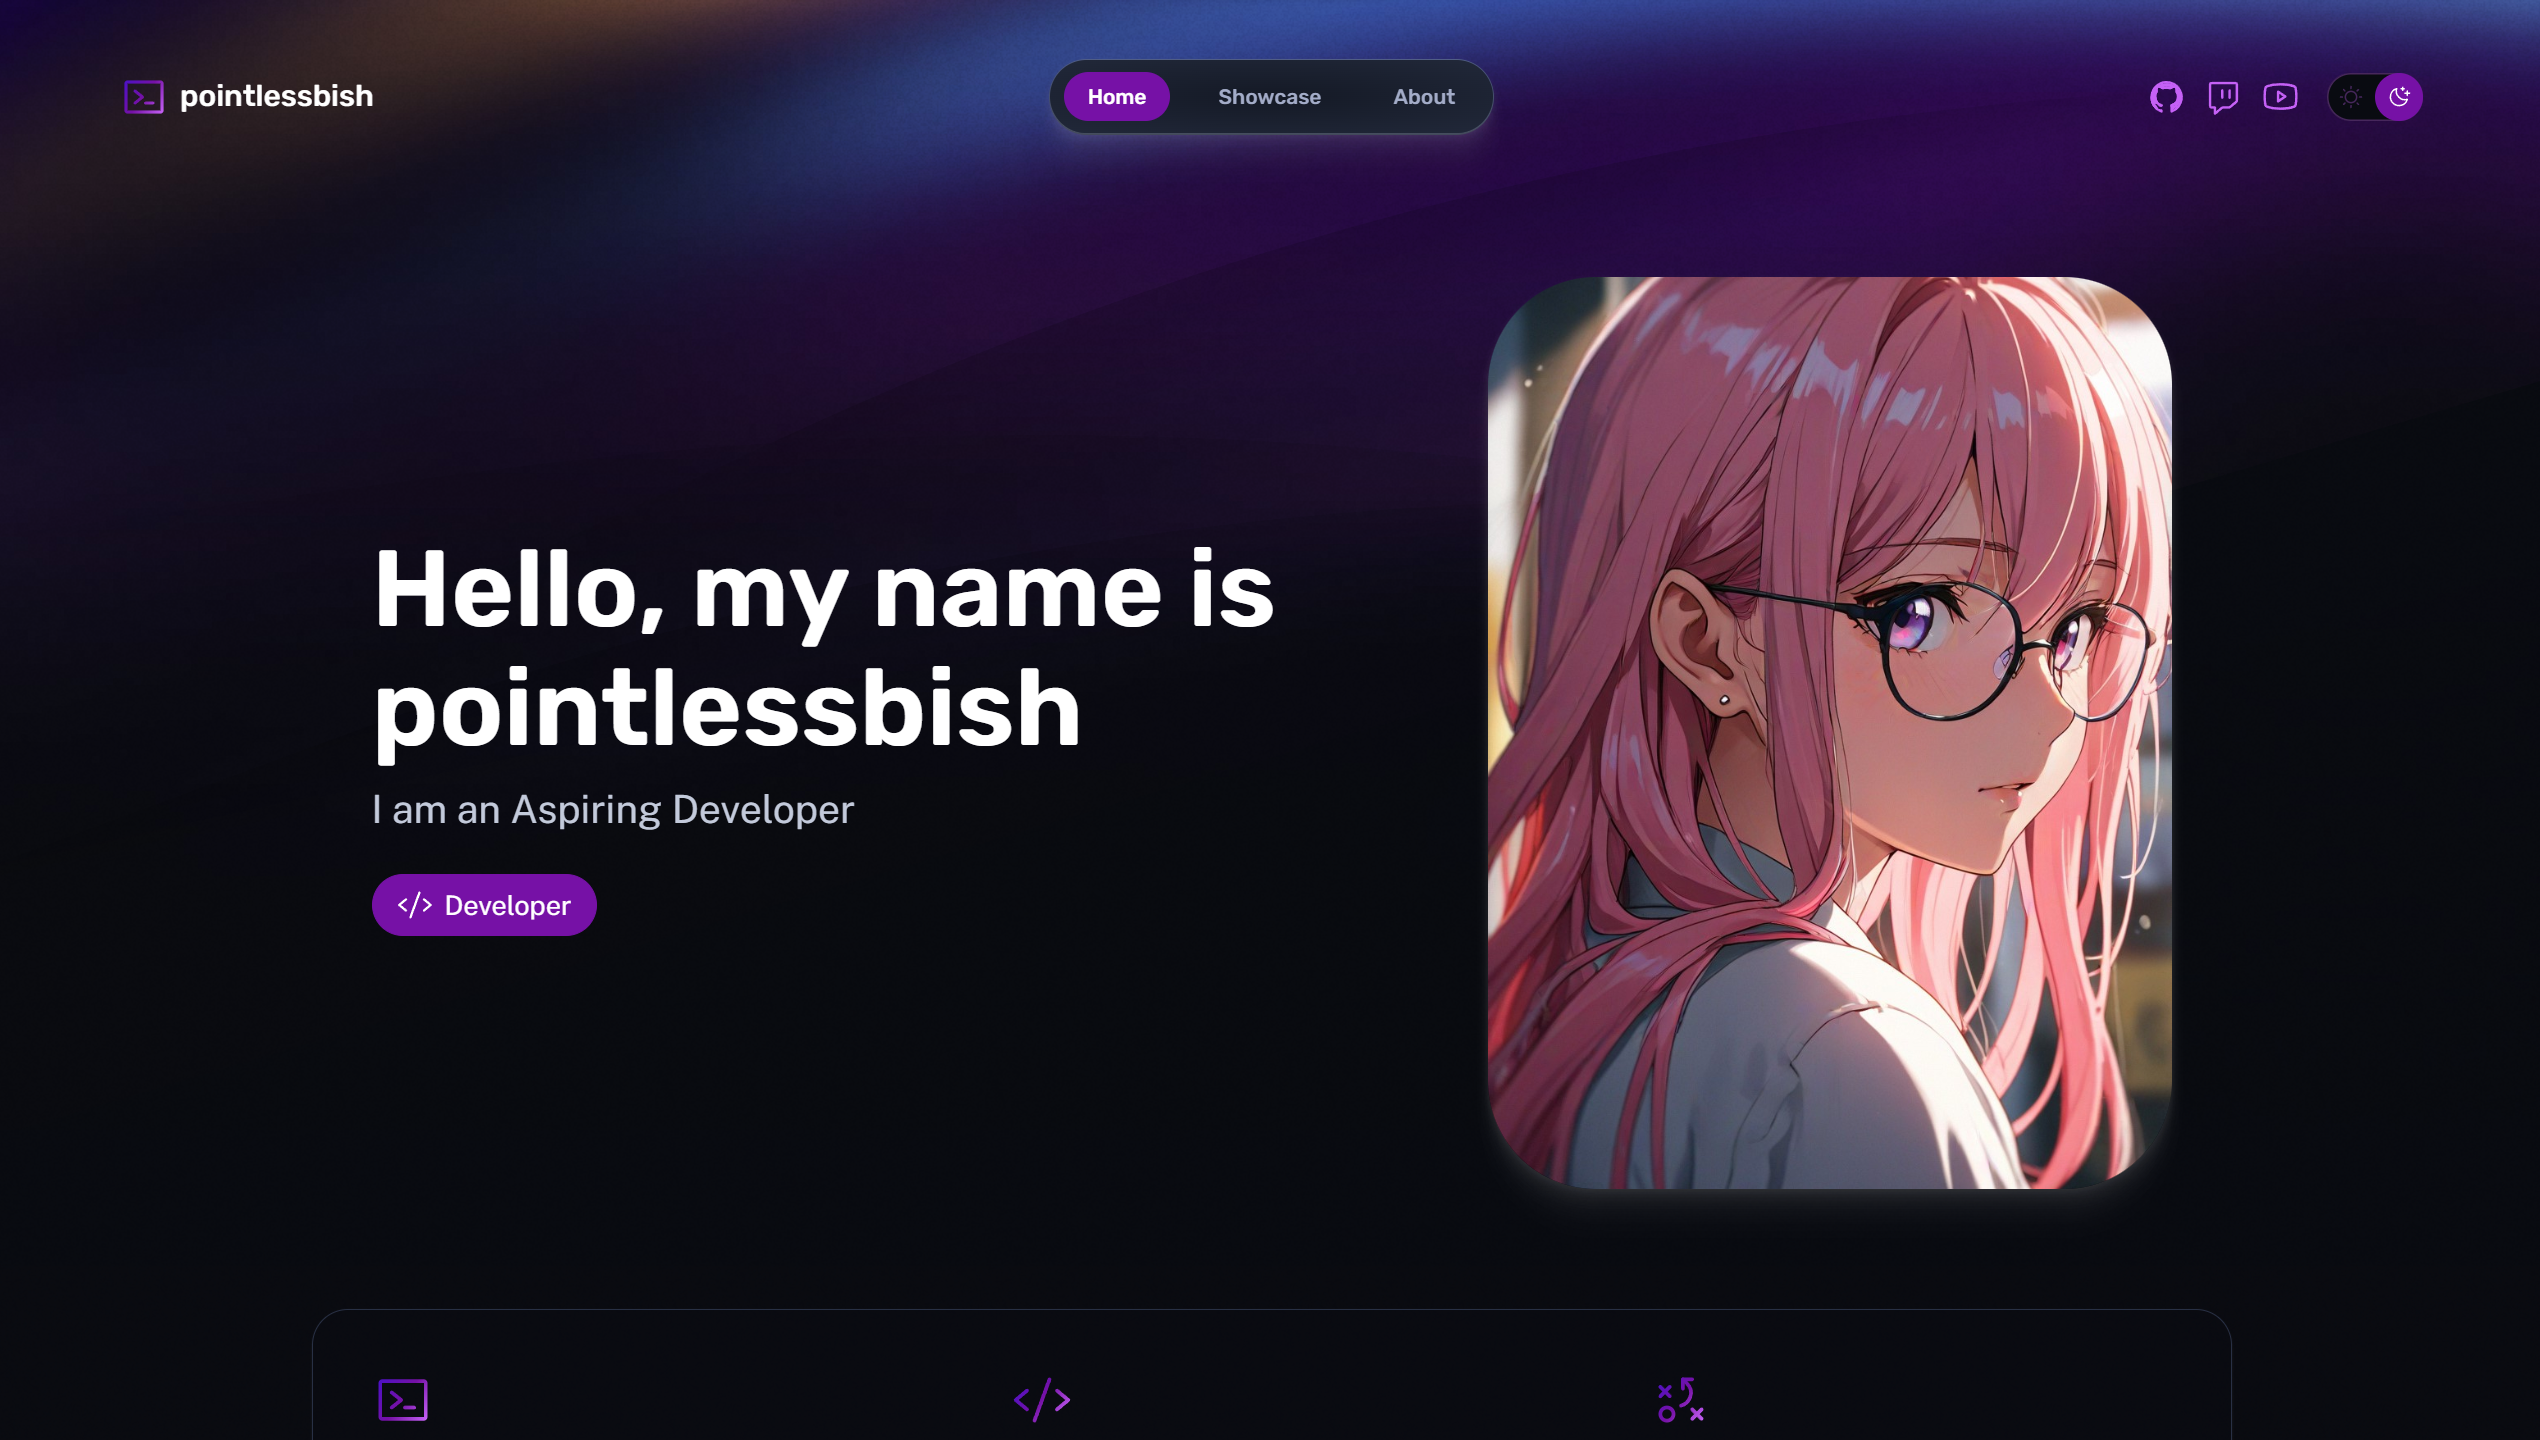 pointlessbish
Home
Showcase
About
Hello, my name is
pointlessbish
I am an Aspiring Developer
Developer